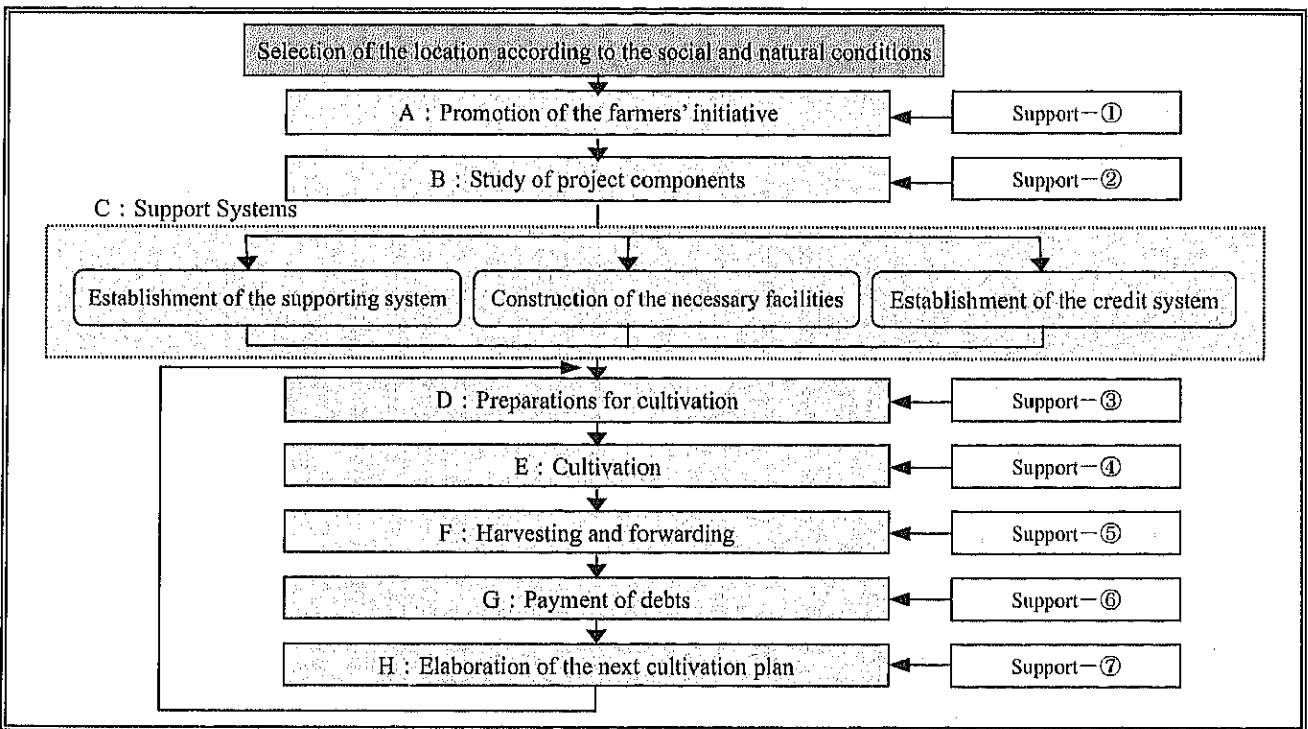 Selection of the location according to the social and natural conditions
A : Promotion of the farmers' initiative
Support－①
B : Study of project components
Support－②
C : Support Systems
Establishment of the supporting system
Construction of the necessary facilities
Establishment of the credit system
D : Preparations for cultivation
Support－③
E : Cultivation
Support－④
F : Harvesting and forwarding
Support－⑤
G : Payment of debts
Support－⑥
H : Elaboration of the next cultivation plan
Support－⑦